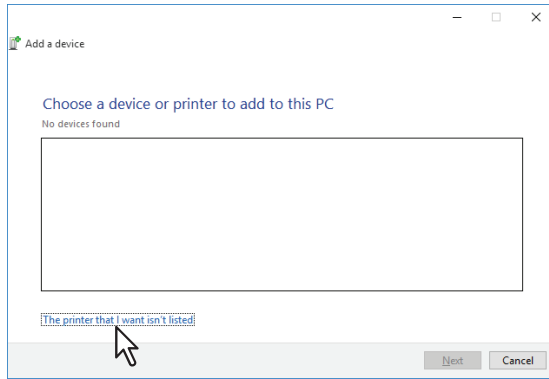 Add a device
Choose a device or printer to add to this PC
No devices found
The printer that I want isn't listed
Next
Cancel